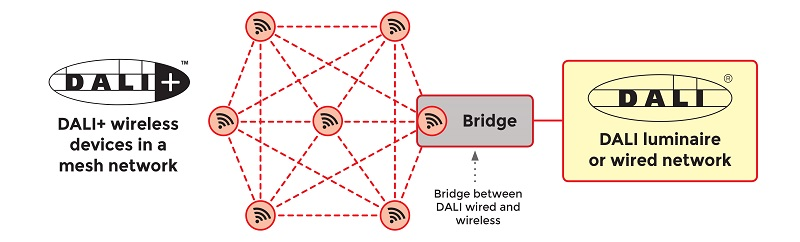 DALI+™
DALI+ wireless
devices in a
mesh network
Bridge
Bridge between
DALI wired and
wireless
DALI®
DALI luminaire
or wired network